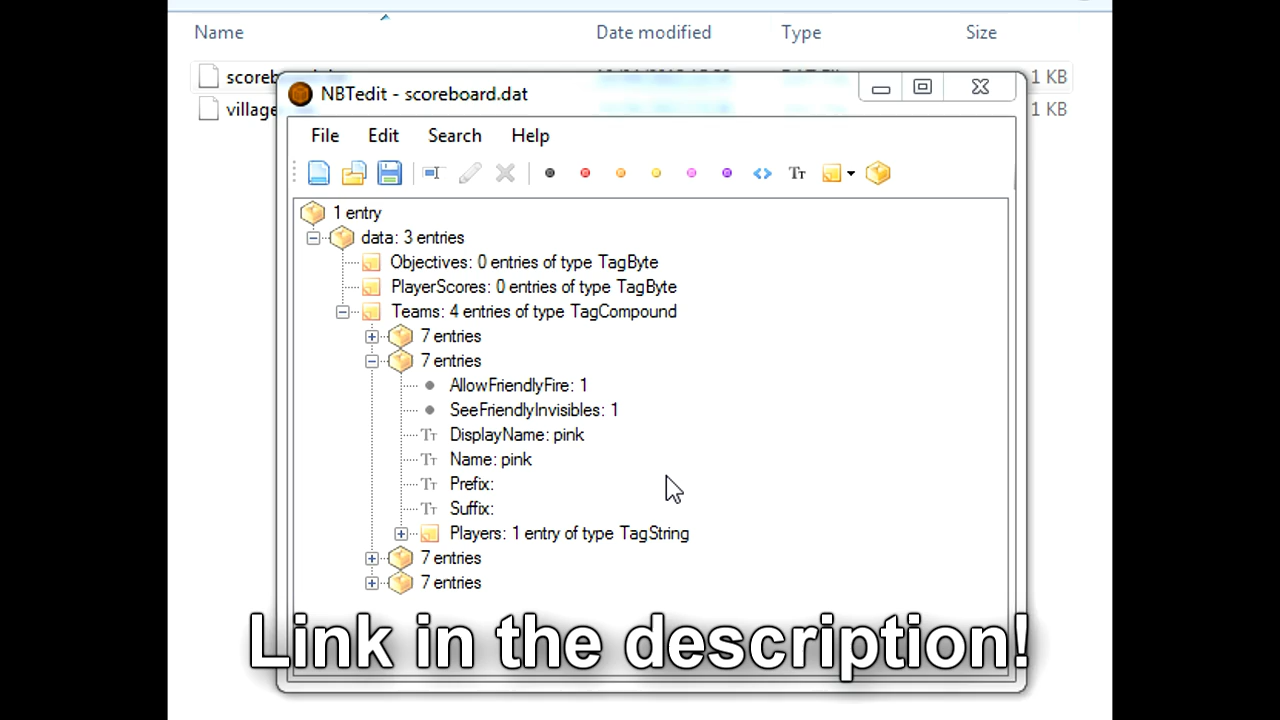 Name Date modified Type Size
1 KB
village 1 KB
NBTedit - scoreboard.dat
File Edit Search Help
1 entry
data: 3 entries
Objectives: 0 entries of type TagByte
PlayerScores: 0 entries of type TagByte
Teams: 4 entries of type TagCompound
7 entries
7 entries
AllowFriendlyFire: 1
SeeFriendlyInvisibles: 1
DisplayName: pink
Name: pink
Prefix:
Suffix:
Players: 1 entry of type TagString
7 entries
7 entries
Link in the description!